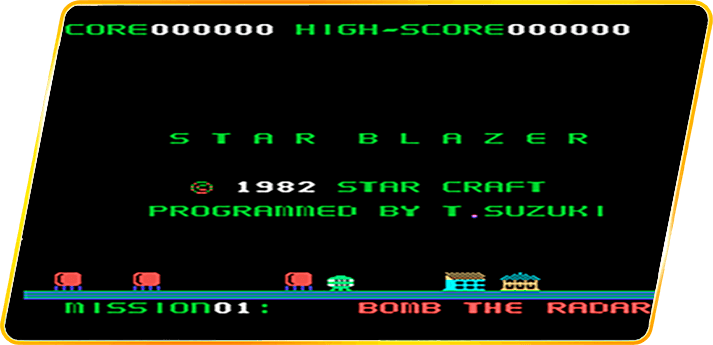 CORE000000 HIGH-SCORE000000
STAR BLAZER
© 1982 STAR CRAFT
PROGRAMMED BY T.SUZUKI
MISSION01: BOMB THE RADAR